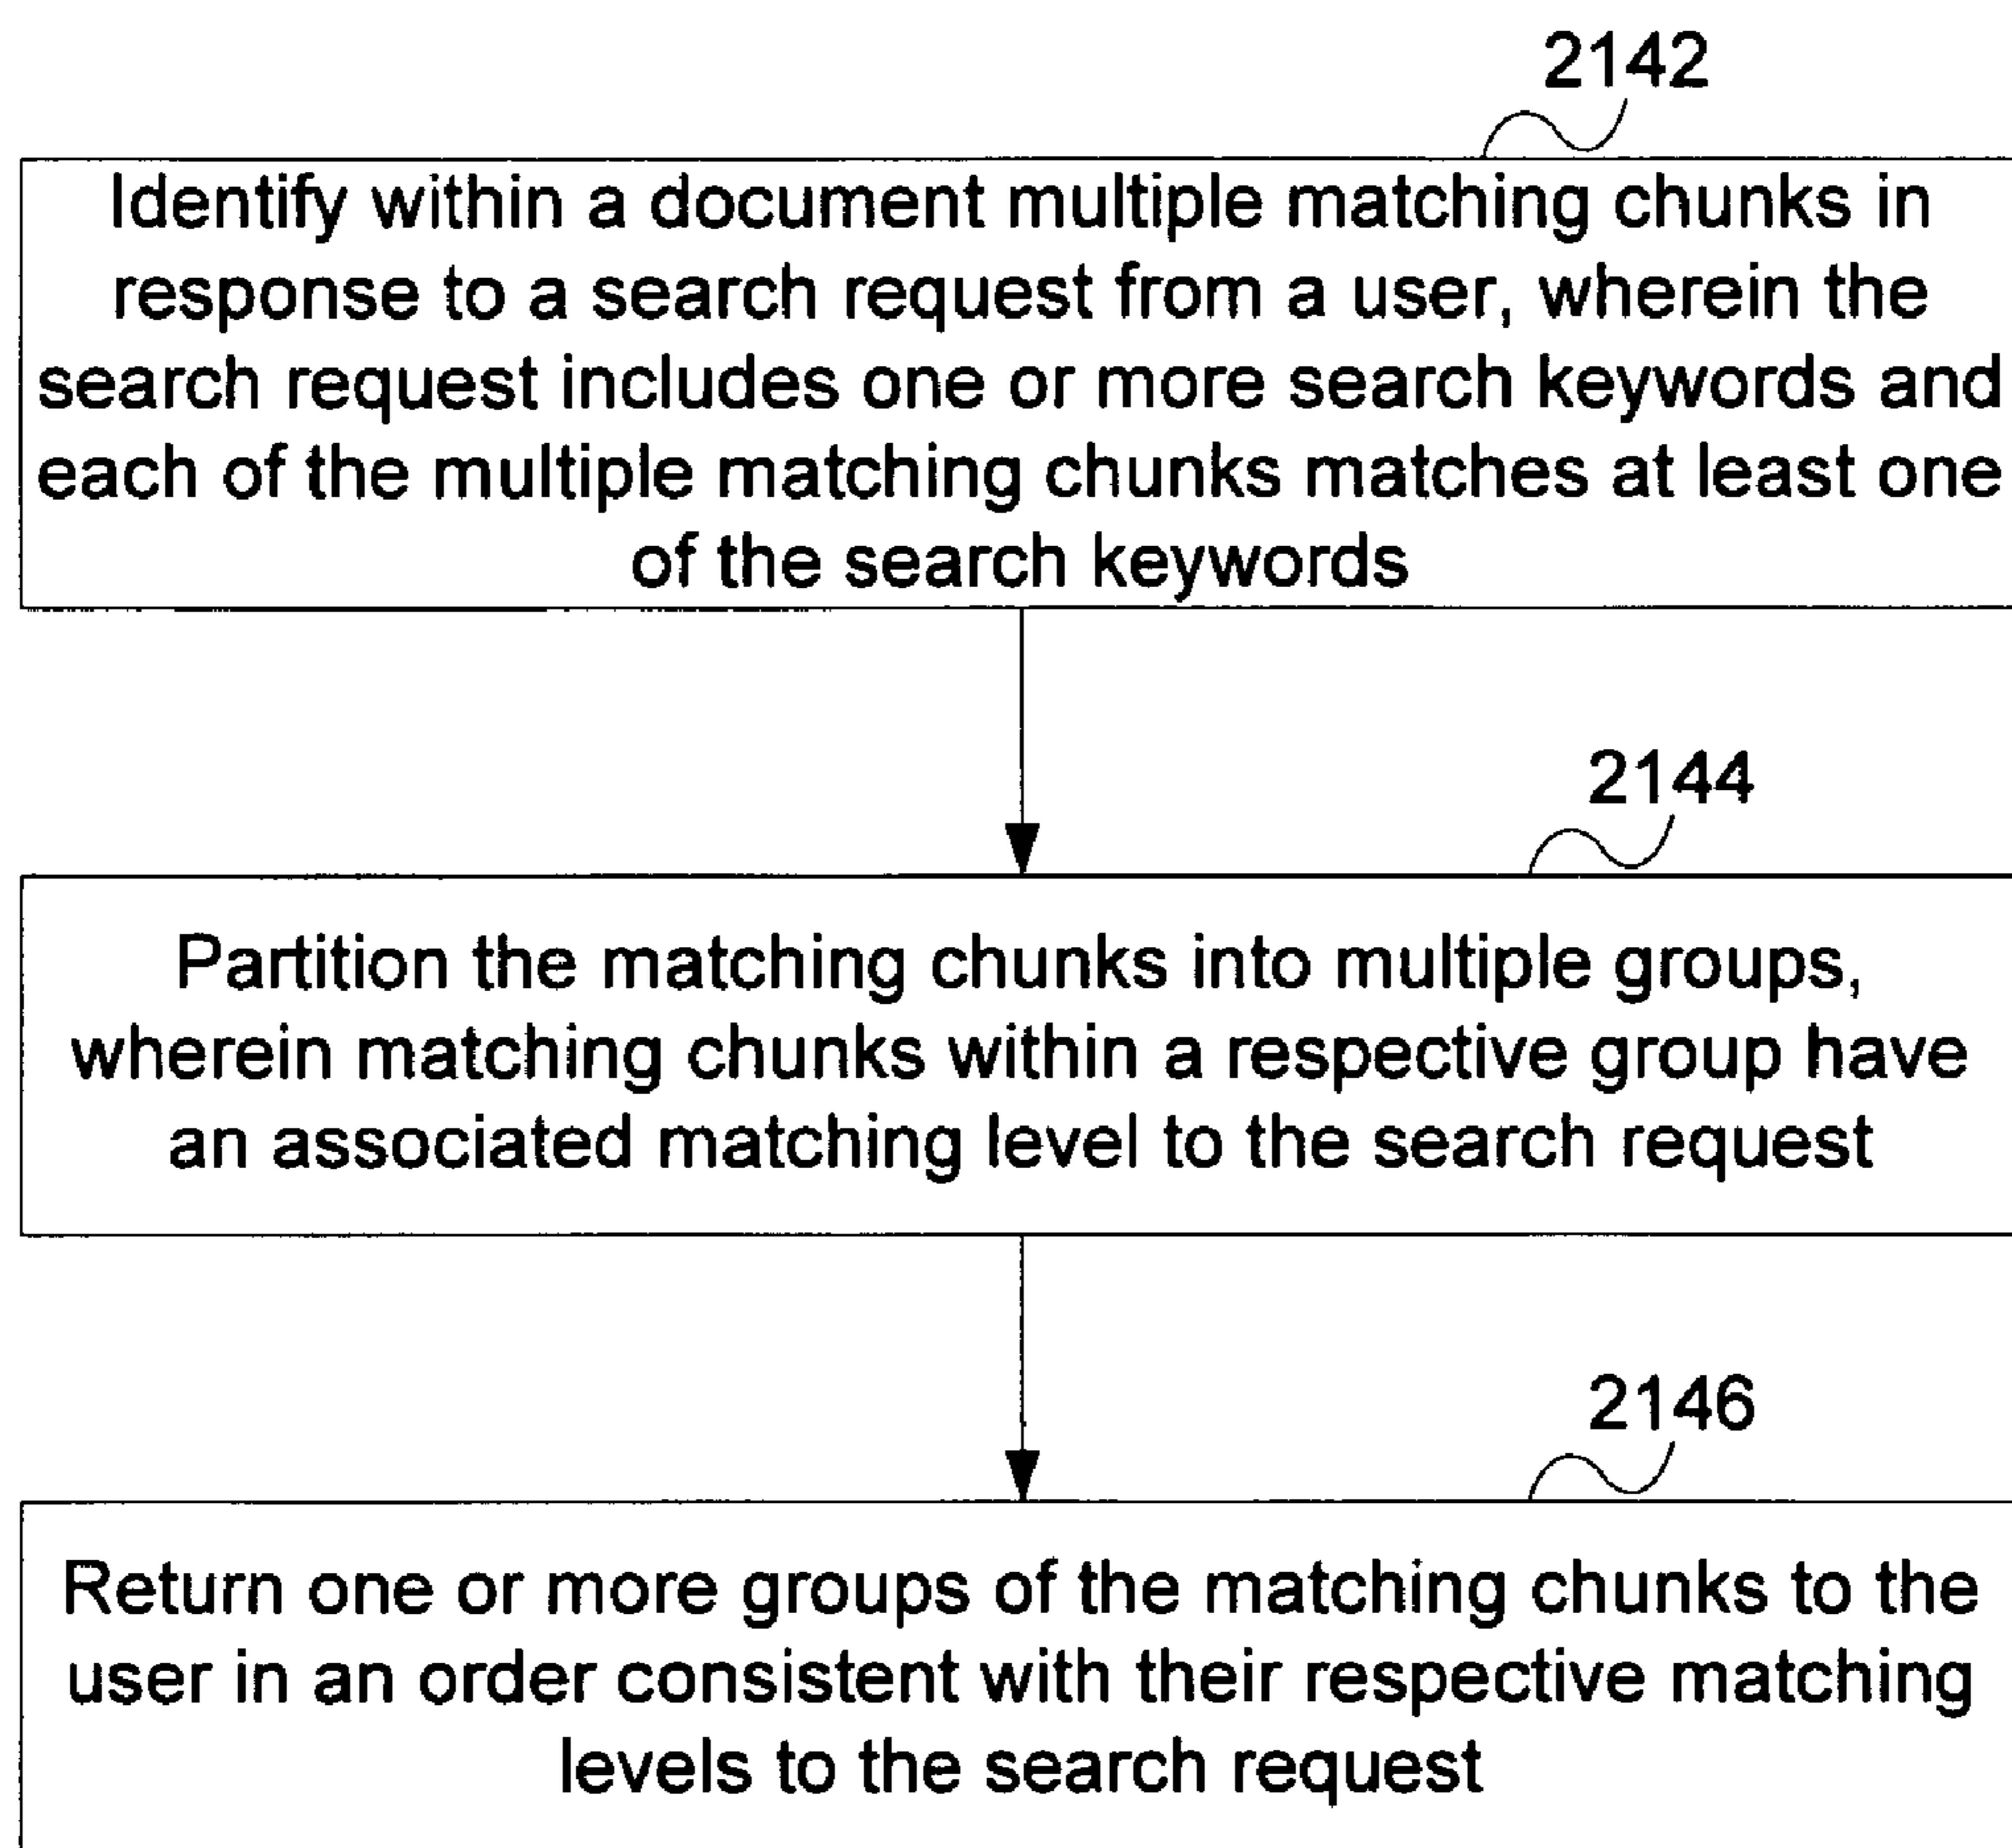 2142
Identify within a document multiple matching chunks in
response to a search request from a user, wherein the
search request includes one or more search keywords and
each of the multiple matching chunks matches at least one
of the search keywords
2144
Partition the matching chunks into multiple groups,
wherein matching chunks within a respective group have
an associated matching level to the search request
2146
Return one or more groups of the matching chunks to the
user in an order consistent with their respective matching
levels to the search request